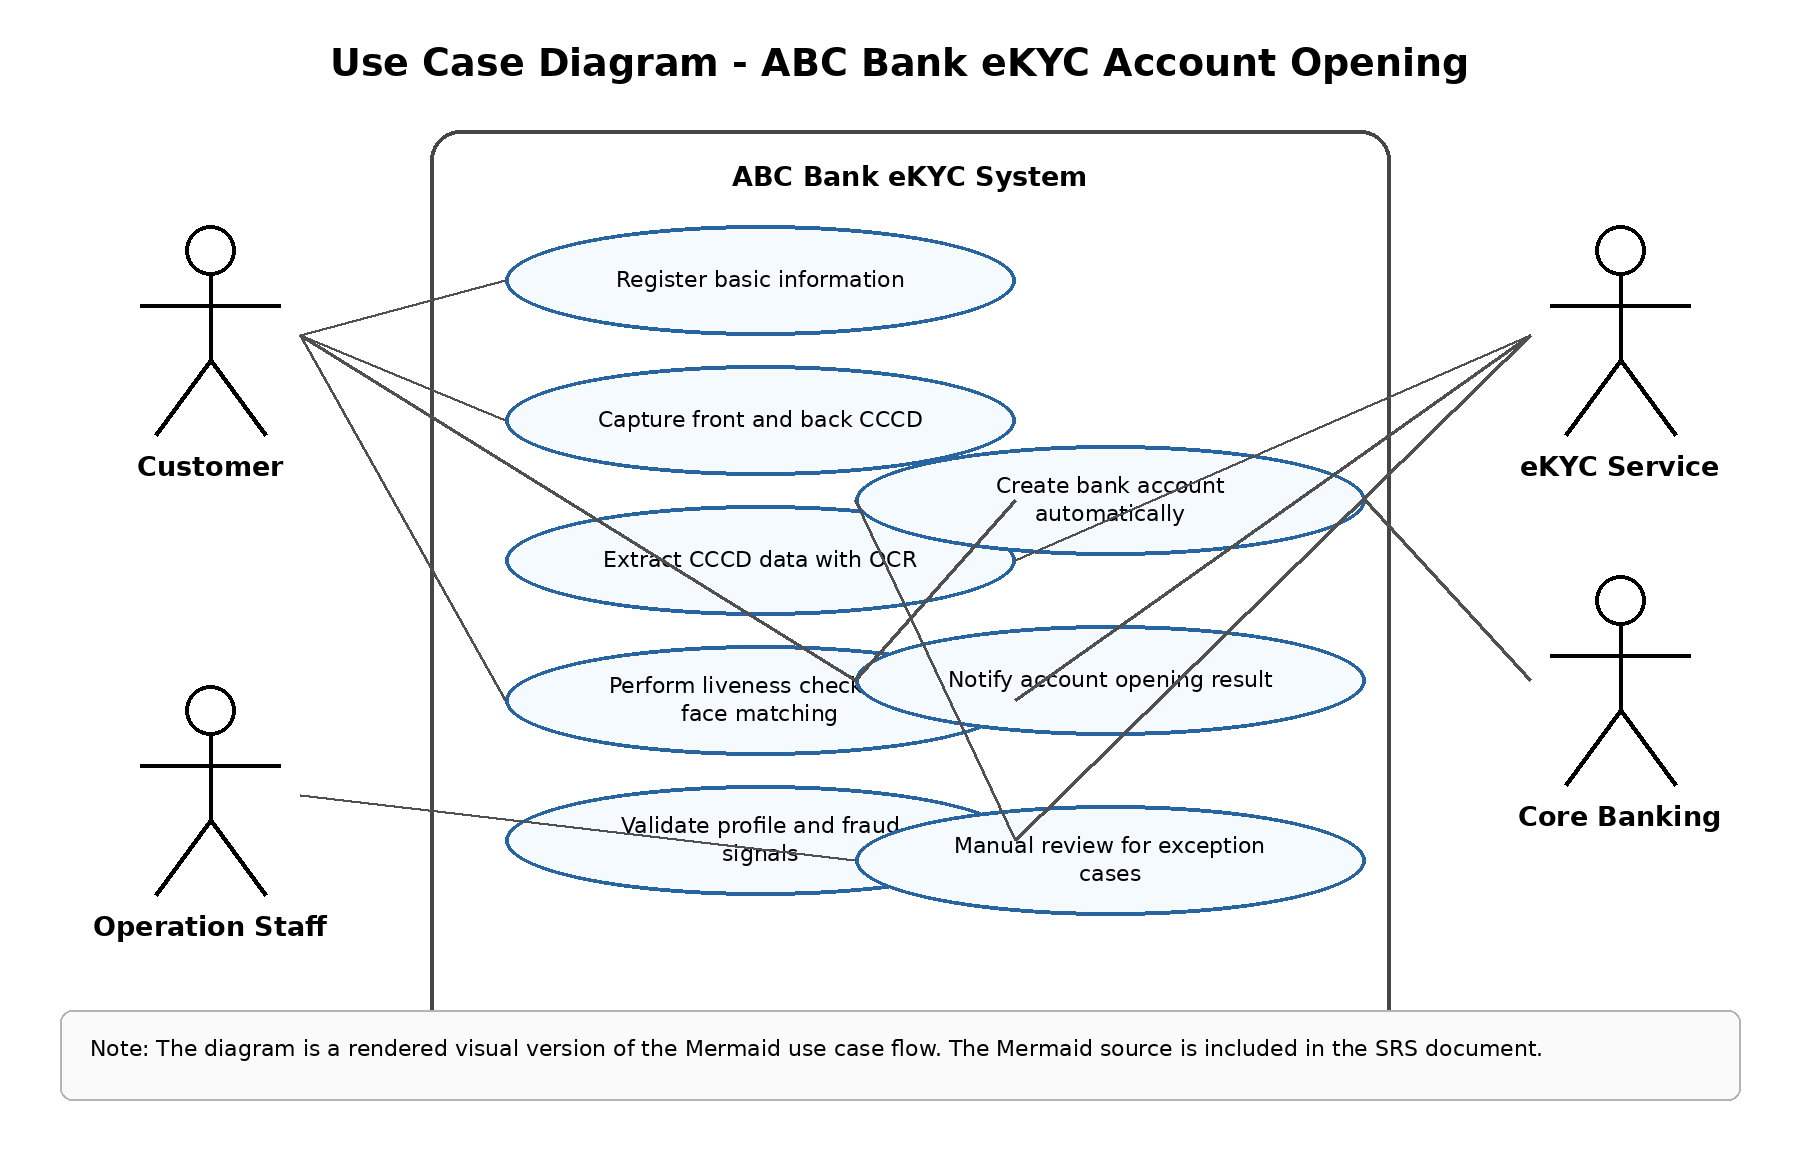 Use Case Diagram - ABC Bank eKYC Account Opening
ABC Bank eKYC System
Register basic information
Capture front and back CCCD
Customer
eKYC Service
Create bank account
automatically
Extract CCCD data with OCR
Perform liveness check
face matching
Notify account opening result
Validate profile and fraud
signals
Manual review for exception
cases
Core Banking
Operation Staff
Note: The diagram is a rendered visual version of the Mermaid use case flow. The Mermaid source is included in the SRS document.